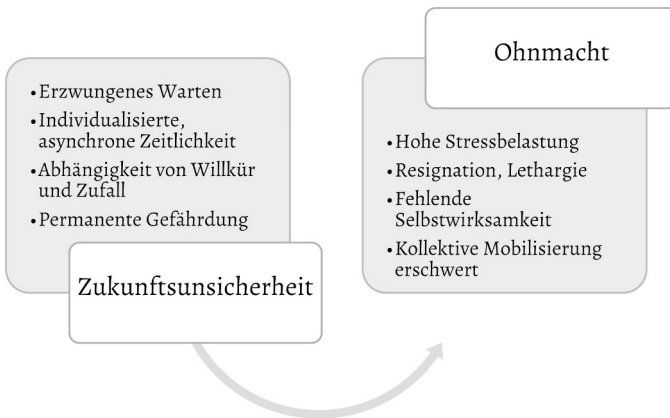 • Erzwungenes Warten
• Individualisierte,
asynchrone Zeitlichkeit
• Abhängigkeit von Willkür
und Zufall
• Permanente Gefährdung
Zukunftsunsicherheit
Ohnmacht
• Hohe Stressbelastung
• Resignation, Lethargie
• Fehlende
Selbstwirksamkeit
• Kollektive Mobilisierung
erschwert